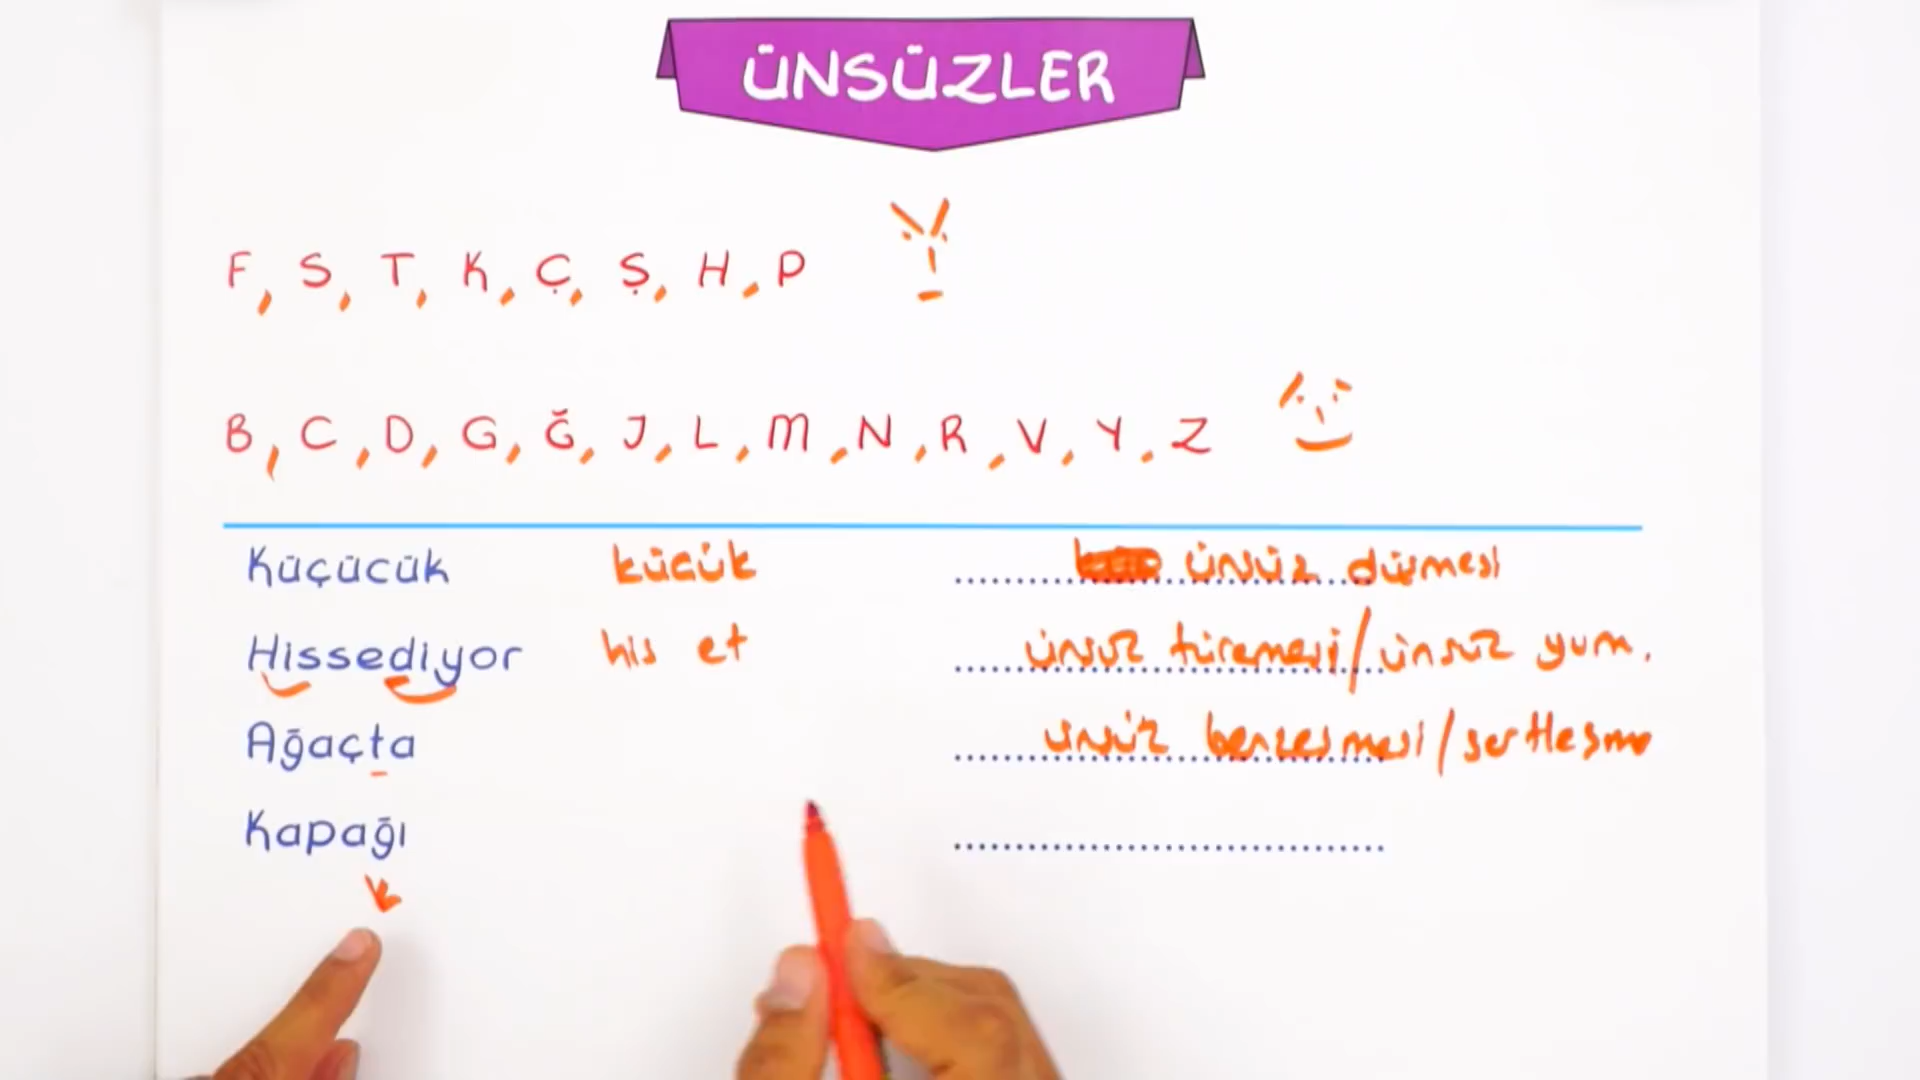 ÜNSÜZLER
F, S, T, K, Ç, Ş, H, P
B, C, D, G, Ğ, J, L, M, N, R, V, Y, Z
Küçücük küçük ünsüz düşmesi
Hissediyor his et ünsüz türemesi/ünsüz yum.
Ağaçta ünsüz benzeşmesi/sertleşme
Kapağı
k